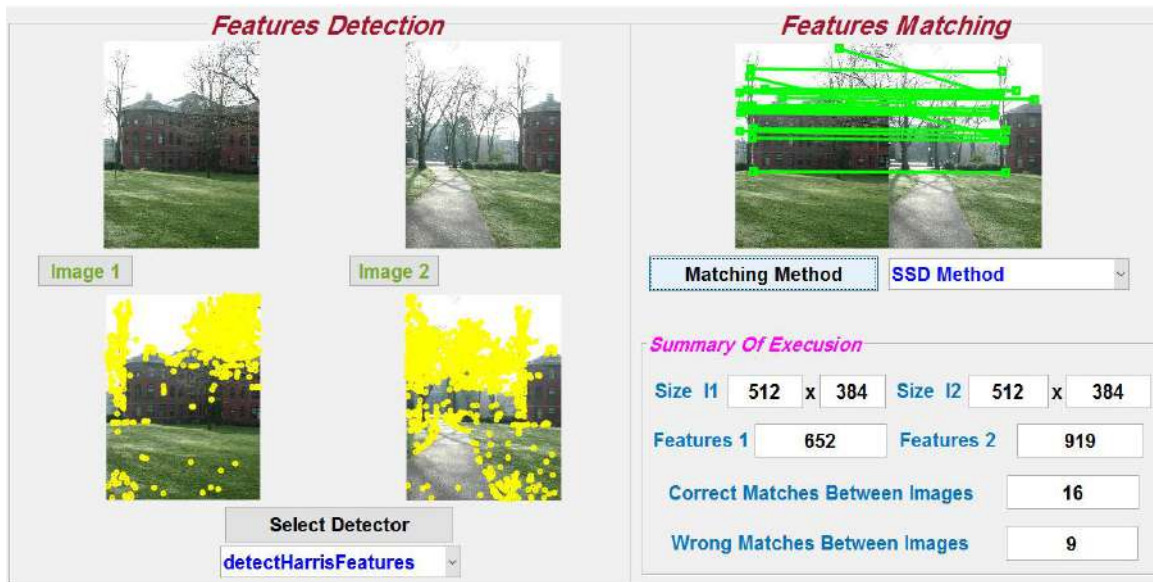 Features Detection
Image 1
Image 2
Select Detector
detectHarrisFeatures
Features Matching
Matching Method
SSD Method
Summary Of Execusion
Size I1 512 x 384 Size I2 512 x 384
Features 1 652 Features 2 919
Correct Matches Between Images 16
Wrong Matches Between Images 9